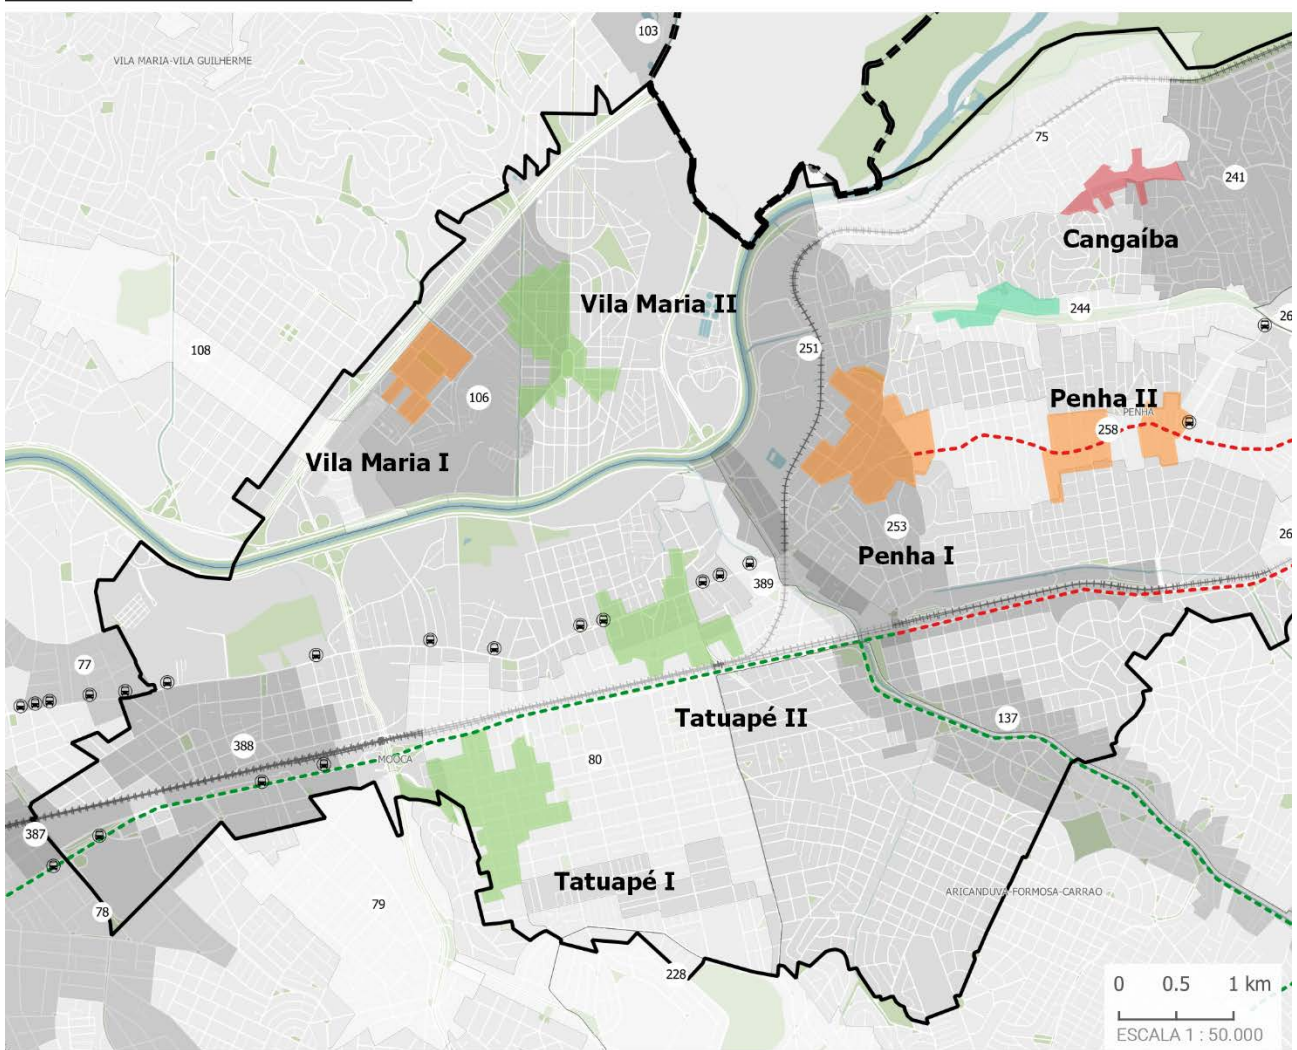 103
VILA MARIA-VILA GUILHERME
75
241
Cangaíba
Vila Maria II
244
26
108
251
106
Penha II
PENHA
258
Vila Maria I
253
26
Penha I
389
77
137
Tatuapé II
388
MOOCA
80
387
Tatuapé I
ARICANDUVA-FORMOSA-CARRAO
79
78
228
0 0.5 1 km
ESCALA 1 : 50.000